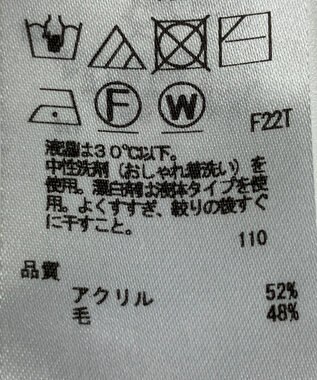 F
W
F22T
液温は30℃以下。
中性洗剤（おしゃれ着洗い）を
使用。漂白剤は液体タイプを使
用。よくすすぎ、絞りの後すぐ
に干すこと。
110
品質
アクリル 52%
毛 48%